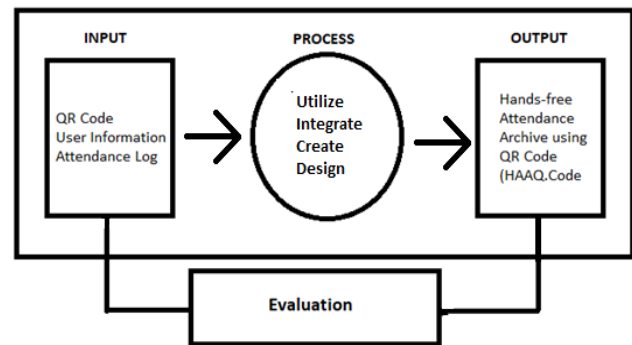 INPUT
PROCESS
OUTPUT
QR Code
User Information
Attendance Log
Utilize
Integrate
Create
Design
Hands-free
Attendance
Archive using
QR Code
(HAAQ.Code
Evaluation